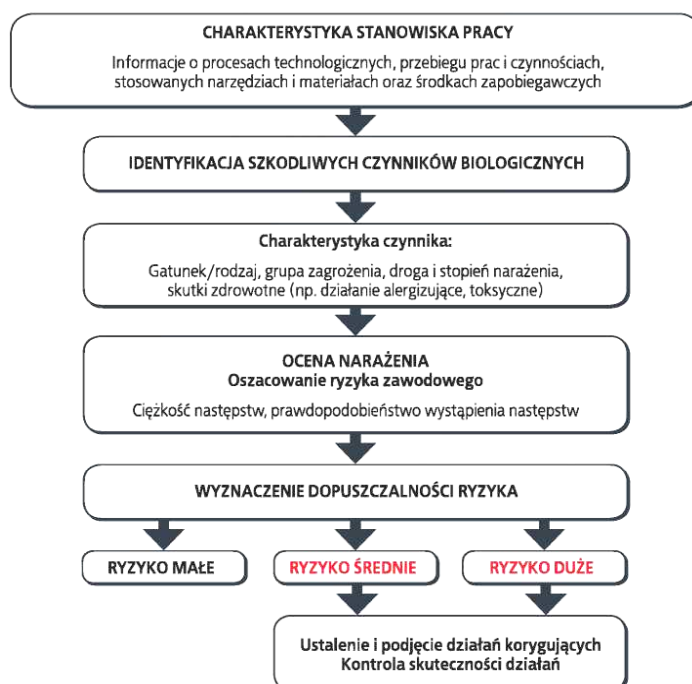 CHARAKTERYSTYKA STANOWISKA PRACY
Informacje o procesach technologicznych, przebiegu prac i czynnościach,
stosowanych narzędziach i materiałach oraz środkach zapobiegawczych
IDENTYFIKACJA SZKODLIWYCH CZYNNIKÓW BIOLOGICZNYCH
Charakterystyka czynnika:
Gatunek/rodzaj, grupa zagrożenia, droga i stopień narażenia,
skutki zdrowotne (np. działanie alergizujące, toksyczne)
OCENA NARAŻENIA
Oszacowanie ryzyka zawodowego
Ciężkość następstw, prawdopodobieństwo wystąpienia następstw
WYZNACZENIE DOPUSZCZALNOŚCI RYZYKA
RYZYKO MAŁE
RYZYKO ŚREDNIE
RYZYKO DUŻE
Ustalenie i podjęcie działań korygujących
Kontrola skuteczności działań